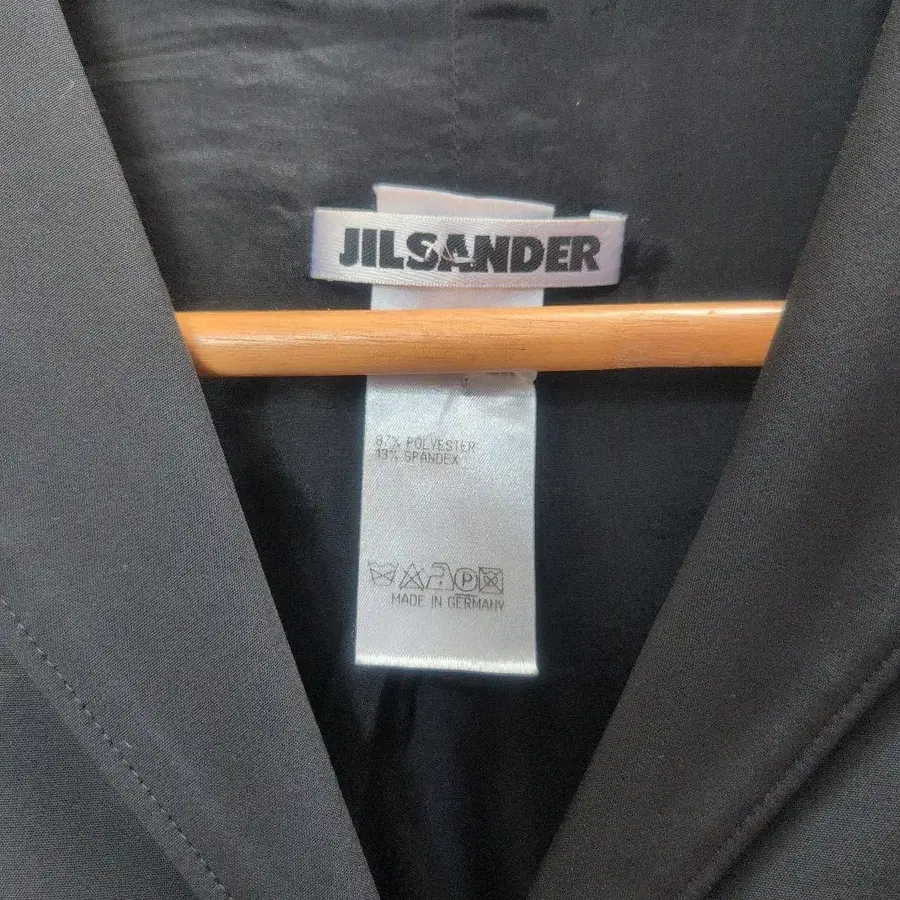 JILSANDER
87% POLYESTER
13% SPANDEX
P
MADE IN GERMANY